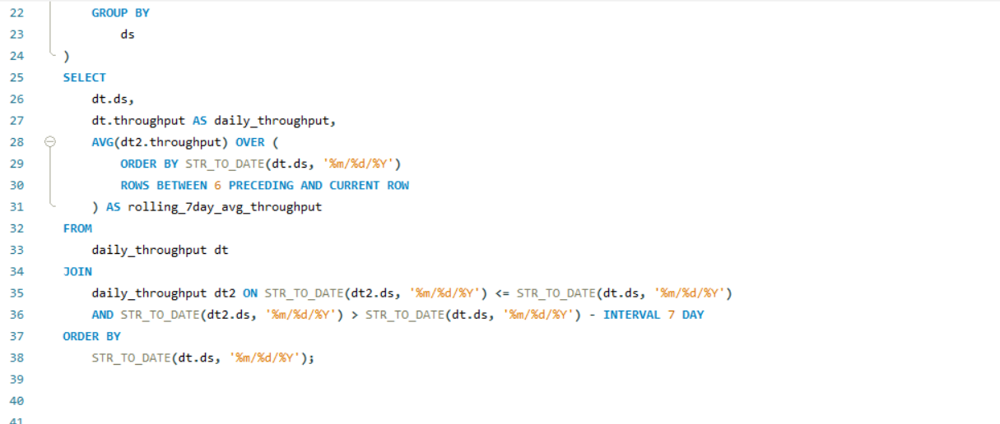 22 GROUP BY
23 ds
24 )
25 SELECT
26 dt.ds,
27 dt.throughput AS daily_throughput,
28 AVG(dt2.throughput) OVER (
29 ORDER BY STR_TO_DATE(dt.ds, '%m/%d/%Y')
30 ROWS BETWEEN 6 PRECEDING AND CURRENT ROW
31 ) AS rolling_7day_avg_throughput
32 FROM
33 daily_throughput dt
34 JOIN
35 daily_throughput dt2 ON STR_TO_DATE(dt2.ds, '%m/%d/%Y') <= STR_TO_DATE(dt.ds, '%m/%d/%Y')
36 AND STR_TO_DATE(dt2.ds, '%m/%d/%Y') > STR_TO_DATE(dt.ds, '%m/%d/%Y') - INTERVAL 7 DAY
37 ORDER BY
38 STR_TO_DATE(dt.ds, '%m/%d/%Y');
39
40
41